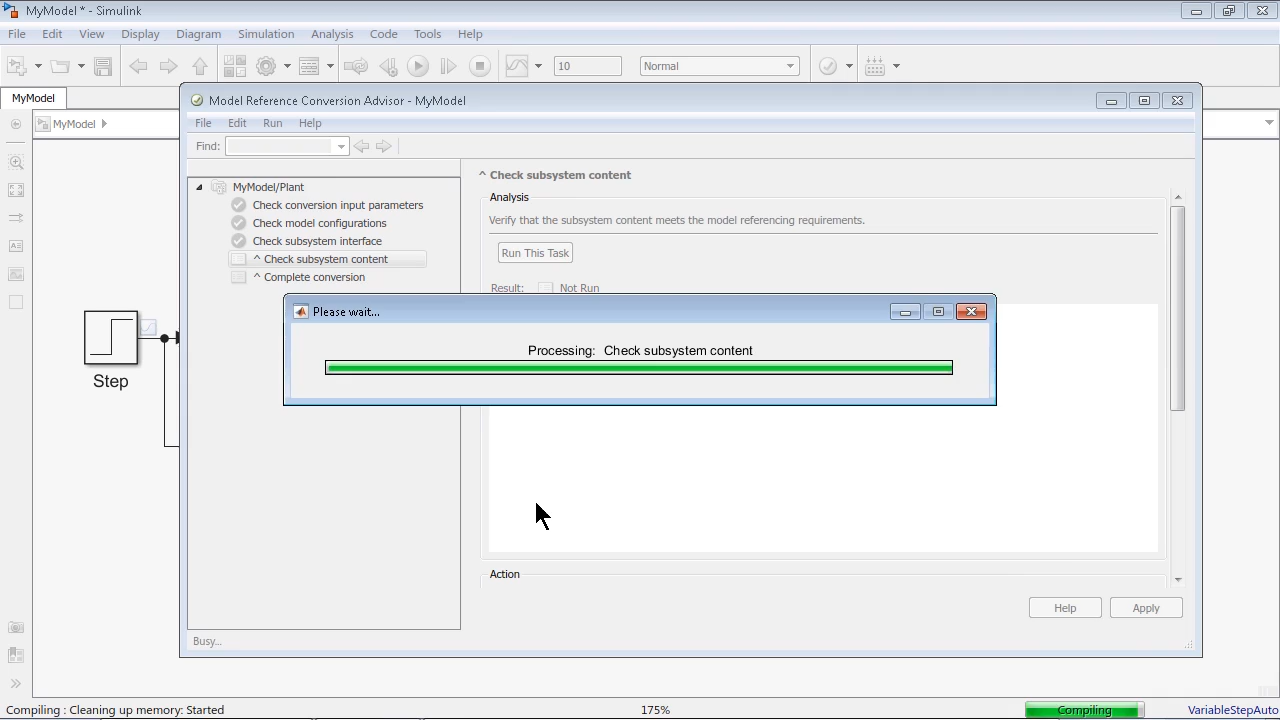 MyModel * - Simulink
File Edit View Display Diagram Simulation Analysis Code Tools Help
10 Normal
MyModel
MyModel
Model Reference Conversion Advisor - MyModel
File Edit Run Help
Find:
MyModel/Plant
Check conversion input parameters
Check model configurations
Check subsystem interface
^ Check subsystem content
^ Complete conversion
^ Check subsystem content
Analysis
Verify that the subsystem content meets the model referencing requirements.
Run This Task
Result: Not Run
Please wait...
Processing: Check subsystem content
Step
Action
Help Apply
Busy...
Compiling : Cleaning up memory: Started 175% Compiling VariableStepAuto